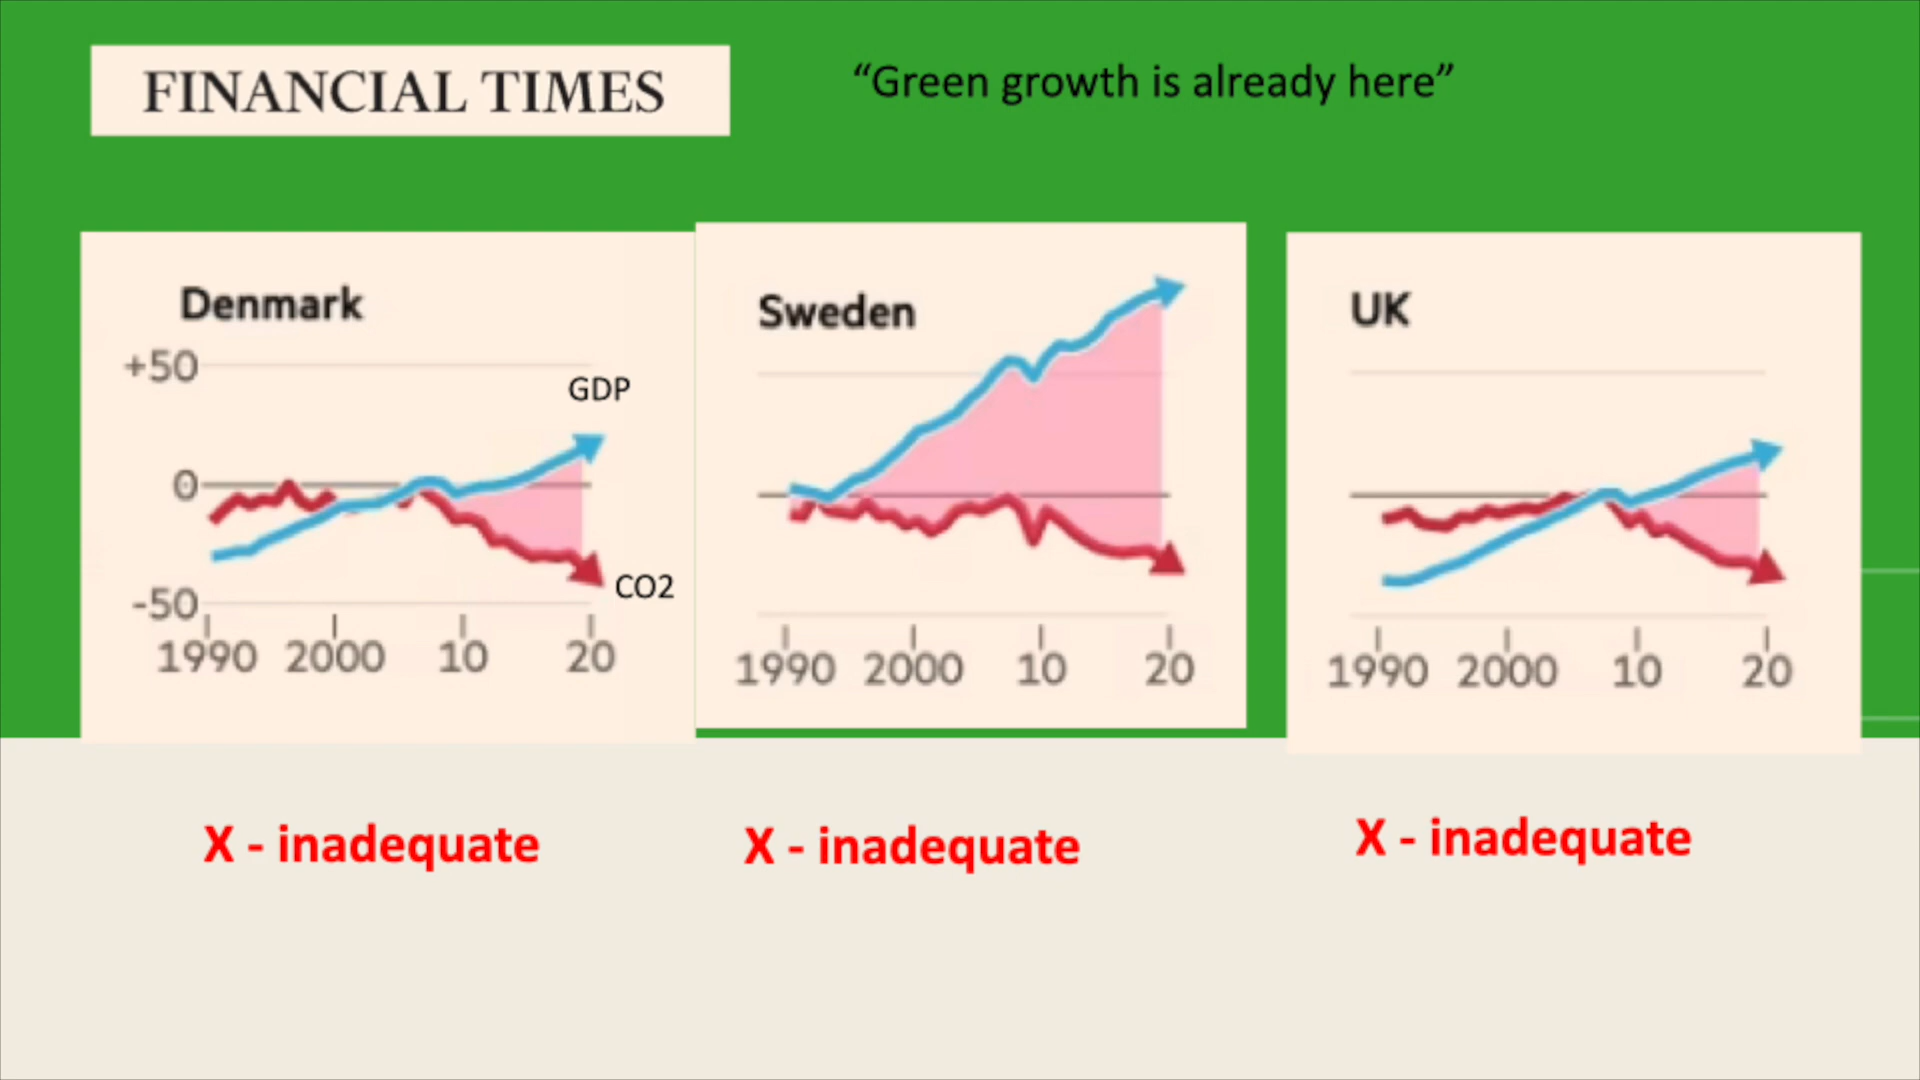 FINANCIAL TIMES
“Green growth is already here”
Denmark
+50
GDP
0
CO2
-50
1990 2000 10 20
Sweden
1990 2000 10 20
UK
1990 2000 10 20
X - inadequate
X - inadequate
X - inadequate